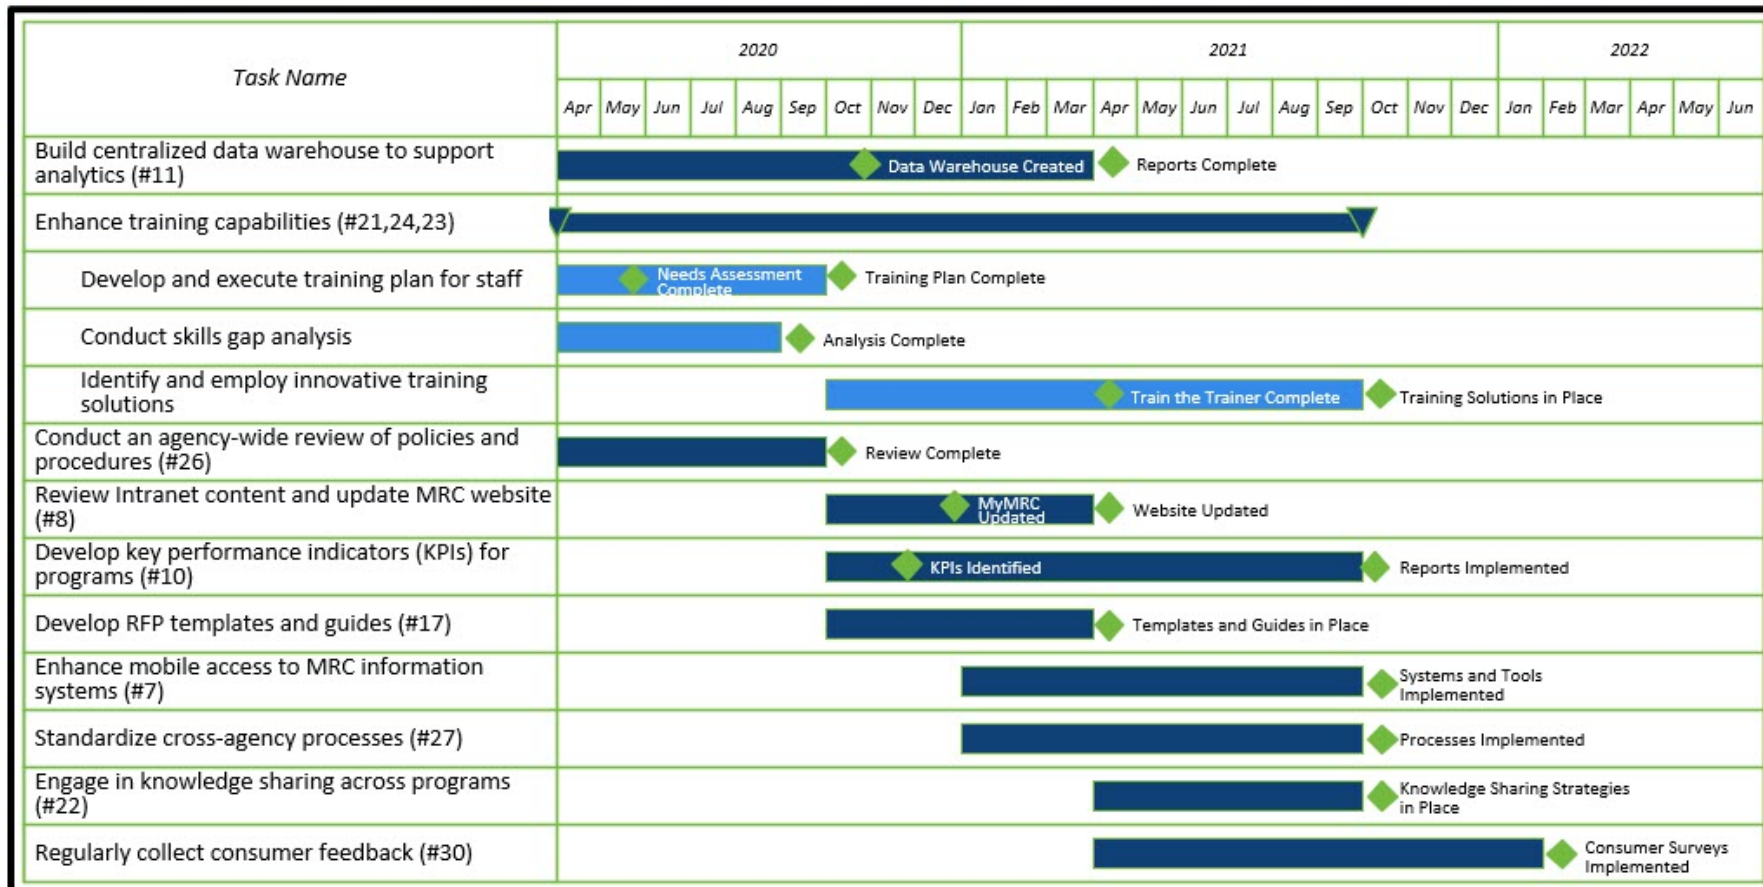 Task Name
2020
2021
2022
Apr May Jun Jul Aug Sep Oct Nov Dec Jan Feb Mar Apr May Jun Jul Aug Sep Oct Nov Dec Jan Feb Mar Apr May Jun
Build centralized data warehouse to support
analytics (#11)
Data Warehouse Created
Reports Complete
Enhance training capabilities (#21,24,23)
Develop and execute training plan for staff
Needs Assessment
Complete
Training Plan Complete
Conduct skills gap analysis
Analysis Complete
Identify and employ innovative training
solutions
Train the Trainer Complete
Training Solutions in Place
Conduct an agency-wide review of policies and
procedures (#26)
Review Complete
Review Intranet content and update MRC website
(#8)
MyMRC
Updated
Website Updated
Develop key performance indicators (KPIs) for
programs (#10)
KPIs Identified
Reports Implemented
Develop RFP templates and guides (#17)
Templates and Guides in Place
Enhance mobile access to MRC information
systems (#7)
Systems and Tools
Implemented
Standardize cross-agency processes (#27)
Processes Implemented
Engage in knowledge sharing across programs
(#22)
Knowledge Sharing Strategies
in Place
Regularly collect consumer feedback (#30)
Consumer Surveys
Implemented